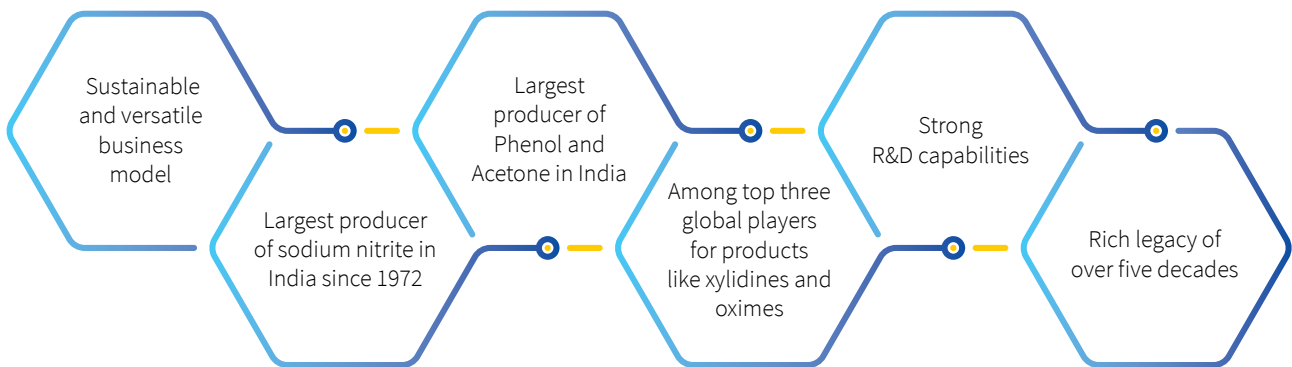 Sustainable
and versatile
business
model
Largest producer
of sodium nitrite in
India since 1972
Largest
producer of
Phenol and
Acetone in India
Among top three
global players
for products
like xylidines and
oximes
Strong
R&D capabilities
Rich legacy of
over five decades